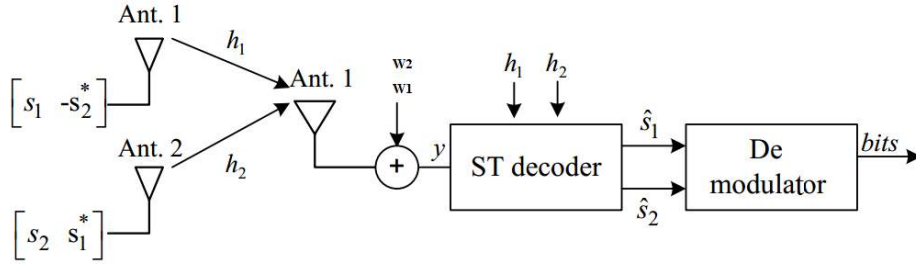 Ant. 1
h₁
[s₁ -s₂*]
Ant. 2
h₂
[s₂ s₁*]
Ant. 1
w2
w1
+
y
h₁ h₂
ST decoder
ŝ₁
ŝ₂
De
modulator
bits